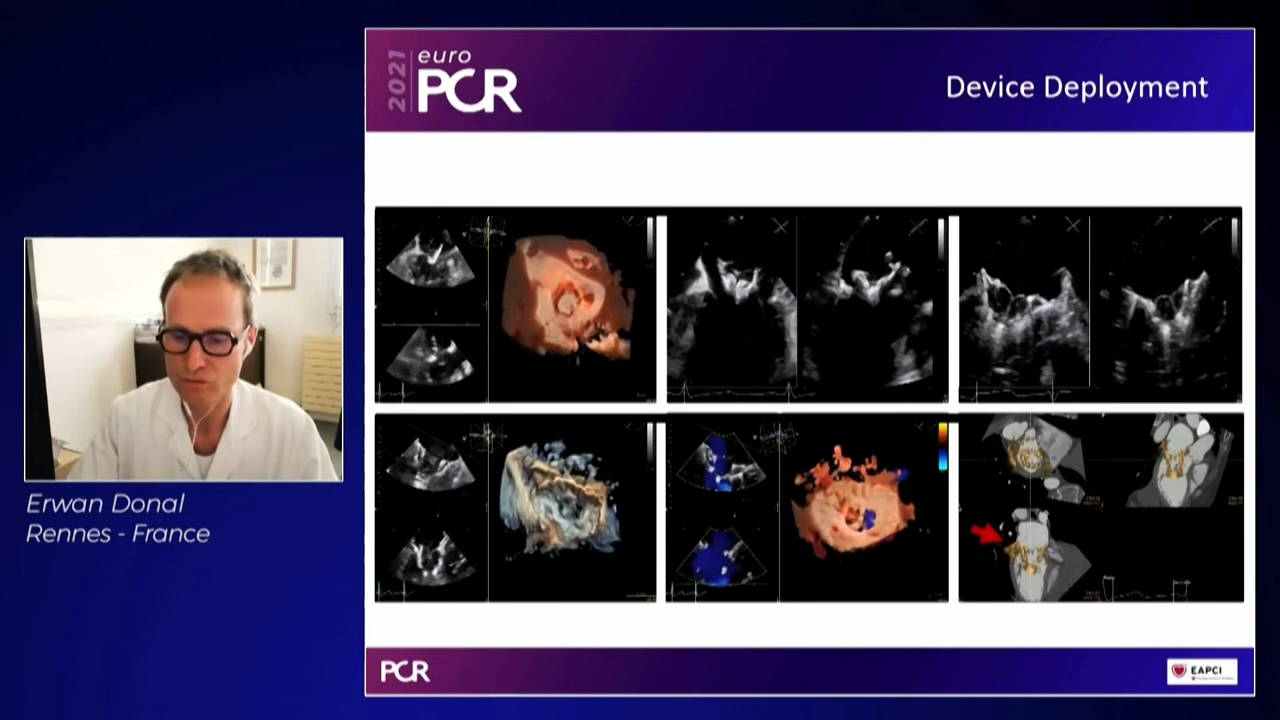 2021
euro
PCR
Device Deployment
Erwan Donal
Rennes - France
PCR
EAPCI